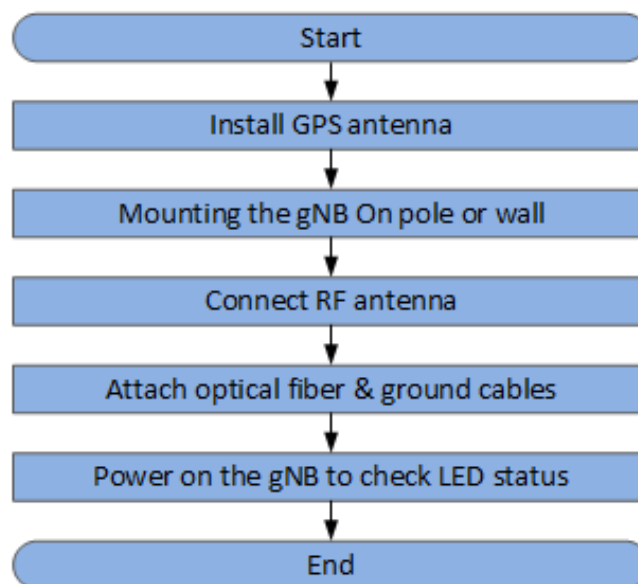 Start
Install GPS antenna
Mounting the gNB On pole or wall
Connect RF antenna
Attach optical fiber & ground cables
Power on the gNB to check LED status
End